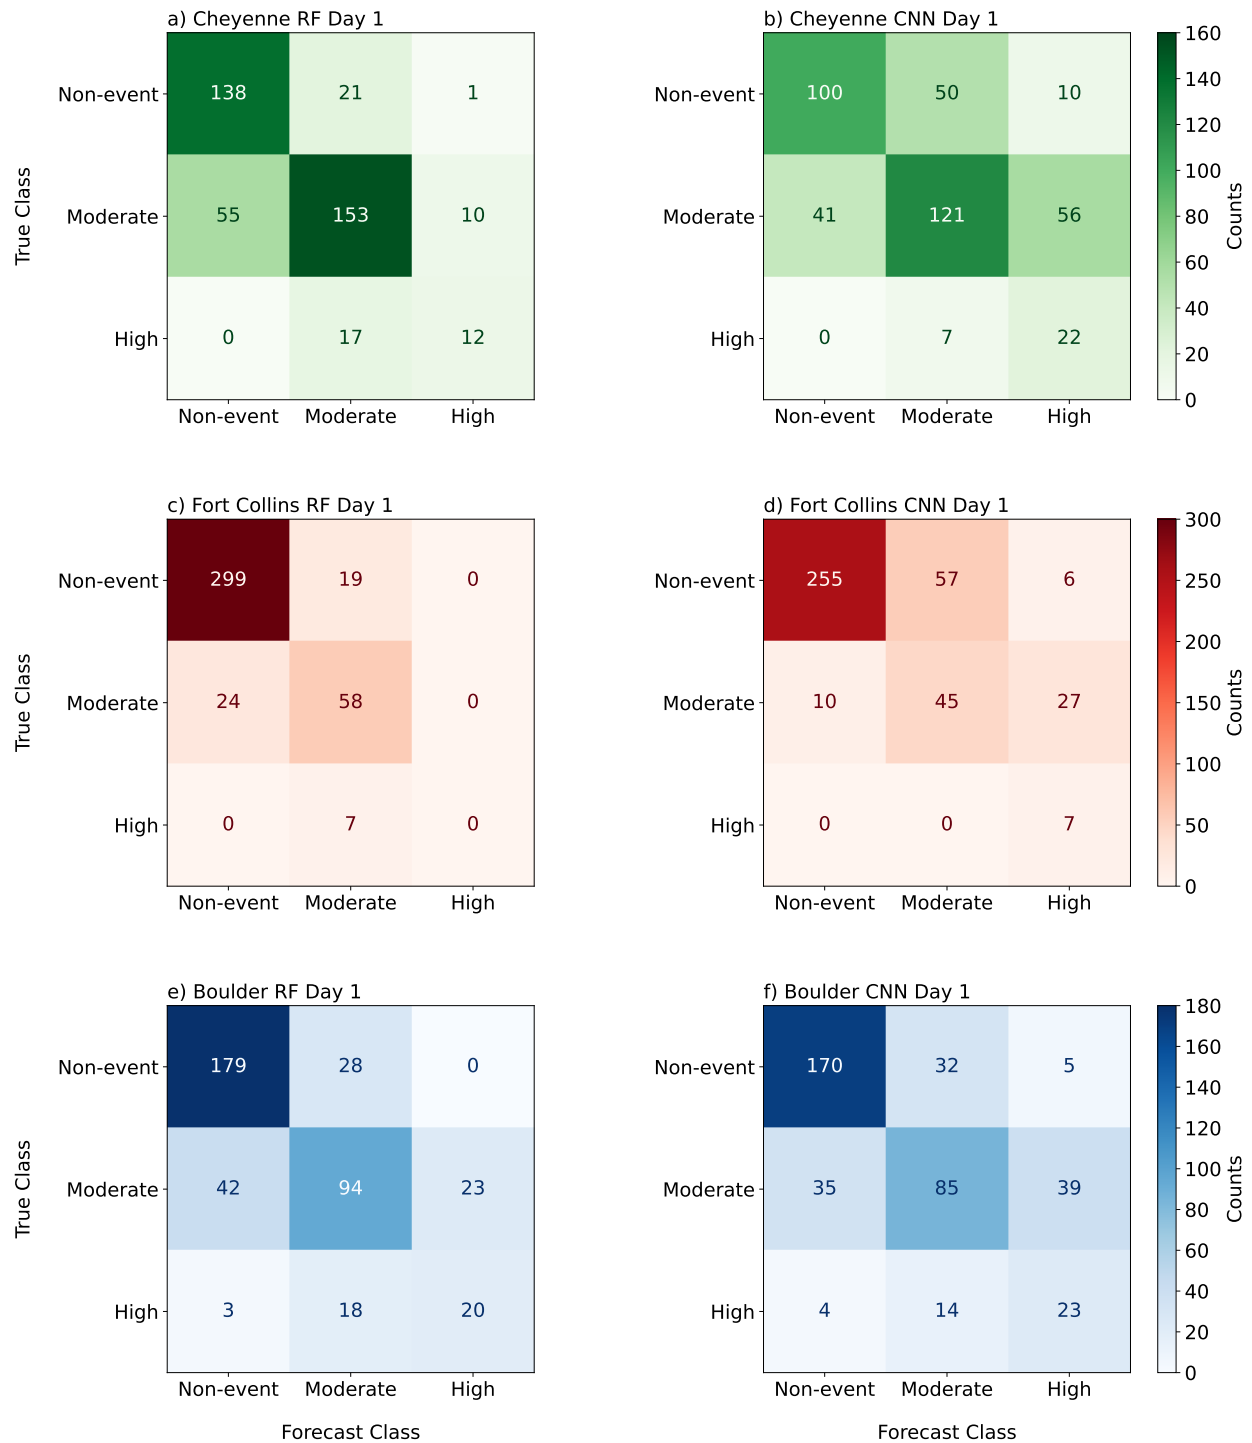 a) Cheyenne RF Day 1
True Class
Non-event 138 21 1
Moderate 55 153 10
High 0 17 12
Non-event Moderate High
b) Cheyenne CNN Day 1
Non-event 100 50 10
Moderate 41 121 56
High 0 7 22
Non-event Moderate High
160
140
120
100
80
60
40
20
0
Counts
c) Fort Collins RF Day 1
True Class
Non-event 299 19 0
Moderate 24 58 0
High 0 7 0
Non-event Moderate High
d) Fort Collins CNN Day 1
Non-event 255 57 6
Moderate 10 45 27
High 0 0 7
Non-event Moderate High
300
250
200
150
100
50
0
Counts
e) Boulder RF Day 1
True Class
Non-event 179 28 0
Moderate 42 94 23
High 3 18 20
Non-event Moderate High
Forecast Class
f) Boulder CNN Day 1
Non-event 170 32 5
Moderate 35 85 39
High 4 14 23
Non-event Moderate High
Forecast Class
180
160
140
120
100
80
60
40
20
0
Counts